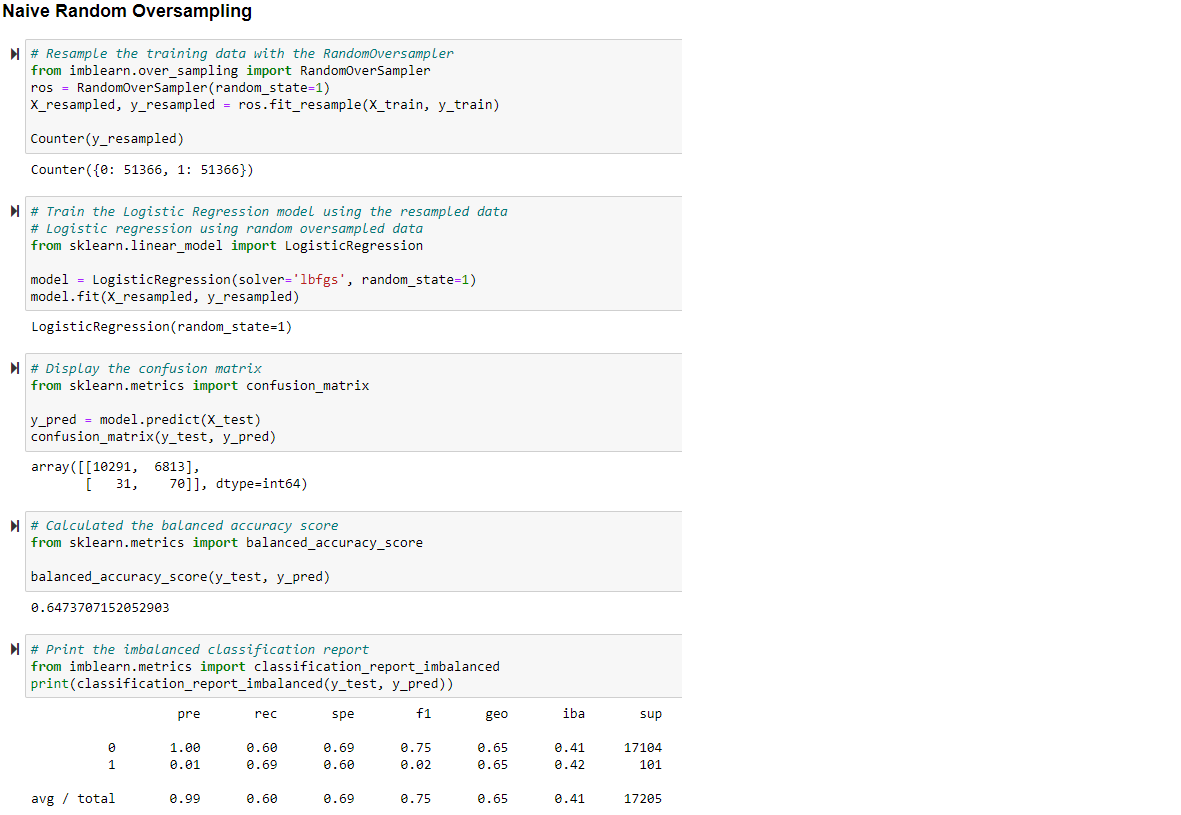 Naive Random Oversampling
# Resample the training data with the RandomOversampler
from imblearn.over_sampling import RandomOverSampler
ros = RandomOverSampler(random_state=1)
X_resampled, y_resampled = ros.fit_resample(X_train, y_train)
Counter(y_resampled)
Counter({0: 51366, 1: 51366})
# Train the Logistic Regression model using the resampled data
# Logistic regression using random oversampled data
from sklearn.linear_model import LogisticRegression
model = LogisticRegression(solver='lbfgs', random_state=1)
model.fit(X_resampled, y_resampled)
LogisticRegression(random_state=1)
# Display the confusion matrix
from sklearn.metrics import confusion_matrix
y_pred = model.predict(X_test)
confusion_matrix(y_test, y_pred)
array([[10291,  6813],
       [   31,    70]], dtype=int64)
# Calculated the balanced accuracy score
from sklearn.metrics import balanced_accuracy_score
balanced_accuracy_score(y_test, y_pred)
0.6473707152052903
# Print the imbalanced classification report
from imblearn.metrics import classification_report_imbalanced
print(classification_report_imbalanced(y_test, y_pred))
pre rec spe f1 geo iba sup
0 1.00 0.60 0.69 0.75 0.65 0.41 17104
1 0.01 0.69 0.60 0.02 0.65 0.42 101
avg / total 0.99 0.60 0.69 0.75 0.65 0.41 17205